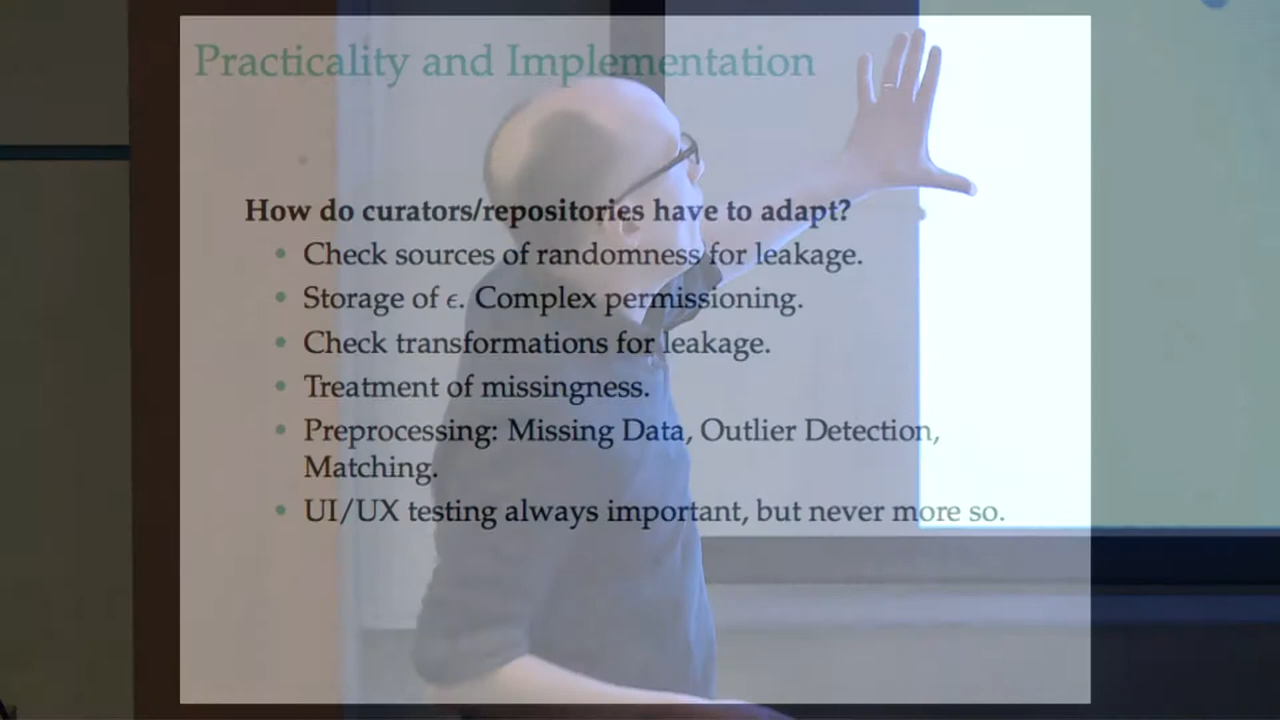 Practicality and Implementation
How do curators/repositories have to adapt?
• Check sources of randomness for leakage.
• Storage of ϵ. Complex permissioning.
• Check transformations for leakage.
• Treatment of missingness.
• Preprocessing: Missing Data, Outlier Detection,
Matching.
• UI/UX testing always important, but never more so.